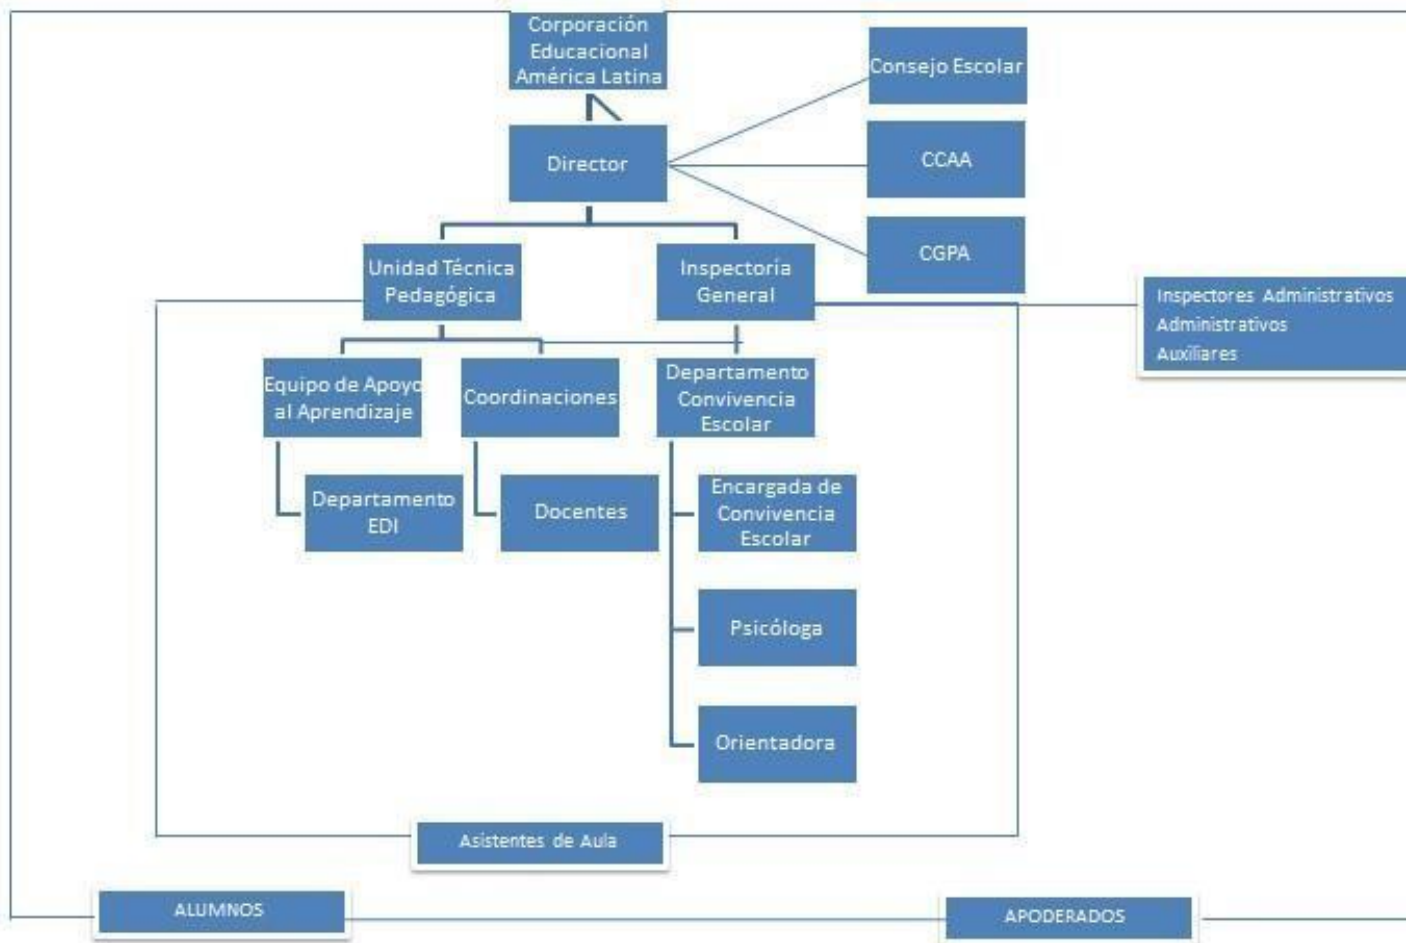 Corporación
Educacional
América Latina
Consejo Escolar
Director
CCAA
CGPA
Unidad Técnica
Pedagógica
Inspectoría
General
Inspectores Administrativos
Administrativos
Auxiliares
Equipo de Apoyo
al Aprendizaje
Coordinaciones
Departamento
Convivencia
Escolar
Departamento
EDI
Docentes
Encargada de
Convivencia
Escolar
Psicóloga
Orientadora
Asistentes de Aula
ALUMNOS
APODERADOS